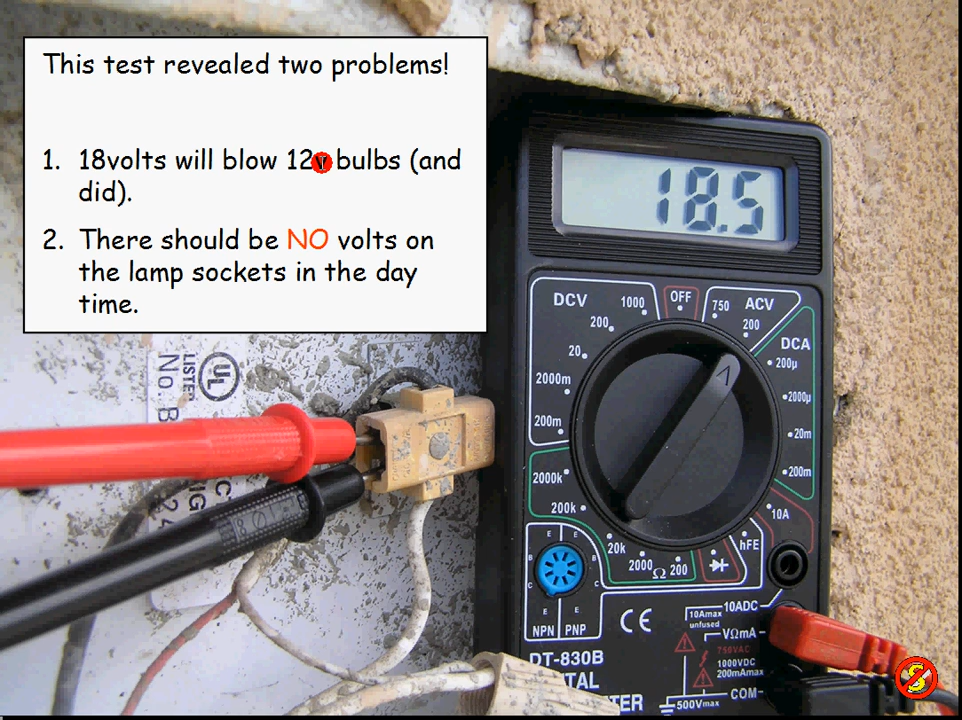 This test revealed two problems!
1. 18volts will blow 12v bulbs (and
did).
2. There should be NO volts on
the lamp sockets in the day
time.
18.5
DCV
1000
OFF
750
ACV
200
200
20
2000m
200m
DCA
200µ
2000µ
20m
200m
2000k
200k
20k
2000
Ω
200
hFE
10A
E
E
B
B
C
C
E
E
NPN
PNP
CE
10Amax
unfused
10ADC
VΩmA
750VAC
1000VDC
200mAmax
COM
500Vmax
DT-830B
UL
LISTED
No. B
S